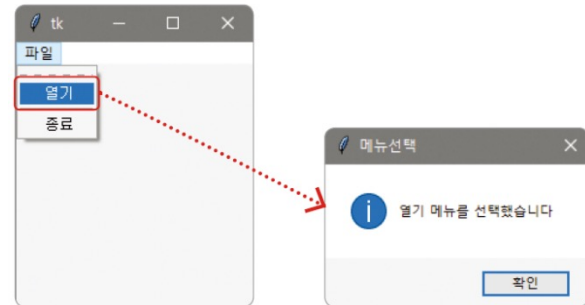 tk
파일
열기
종료
메뉴선택
열기 메뉴를 선택했습니다
확인